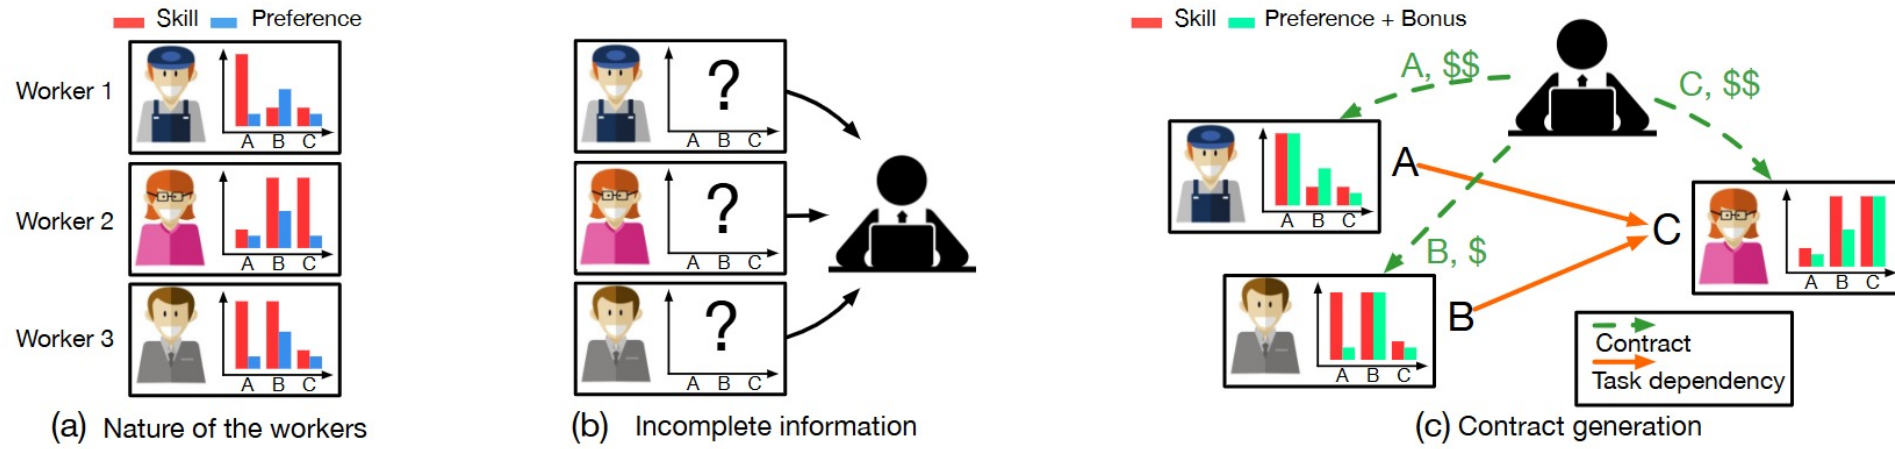 Skill Preference
Worker 1
A B C
Worker 2
A B C
Worker 3
A B C
(a) Nature of the workers
?
A B C
?
A B C
?
A B C
(b) Incomplete information
Skill Preference + Bonus
A, $$
C, $$
A
A B C
B, $
C
A B C
B
A B C
Contract
Task dependency
(c) Contract generation